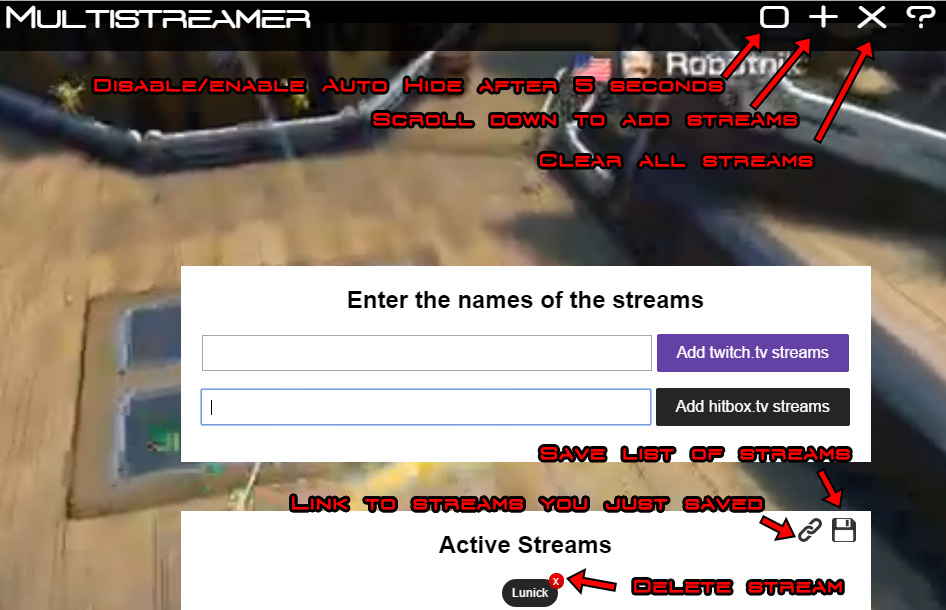 Multistreamer
Robotnik
Disable/enable Auto Hide after 5 seconds
Scroll down to add streams
Clear all streams
Enter the names of the streams
Add twitch.tv streams
Add hitbox.tv streams
Save list of streams
Link to streams you just saved
Active Streams
Lunick x
Delete stream